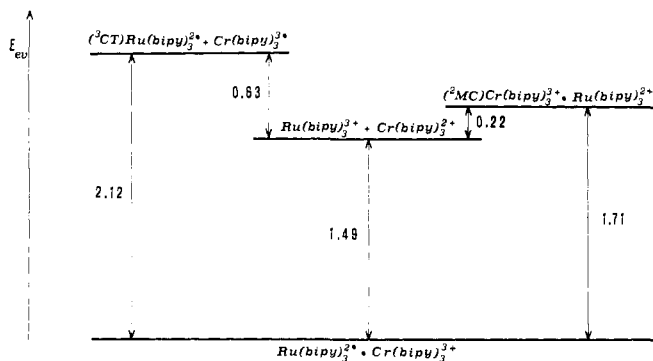 E_ev
(³CT)Ru(bipy)₃²⁺ + Cr(bipy)₃³⁺
0.63
(²MC)Cr(bipy)₃³⁺ + Ru(bipy)₃²⁺
Ru(bipy)₃³⁺ + Cr(bipy)₃²⁺
0.22
2.12
1.49
1.71
Ru(bipy)₃²⁺ + Cr(bipy)₃³⁺